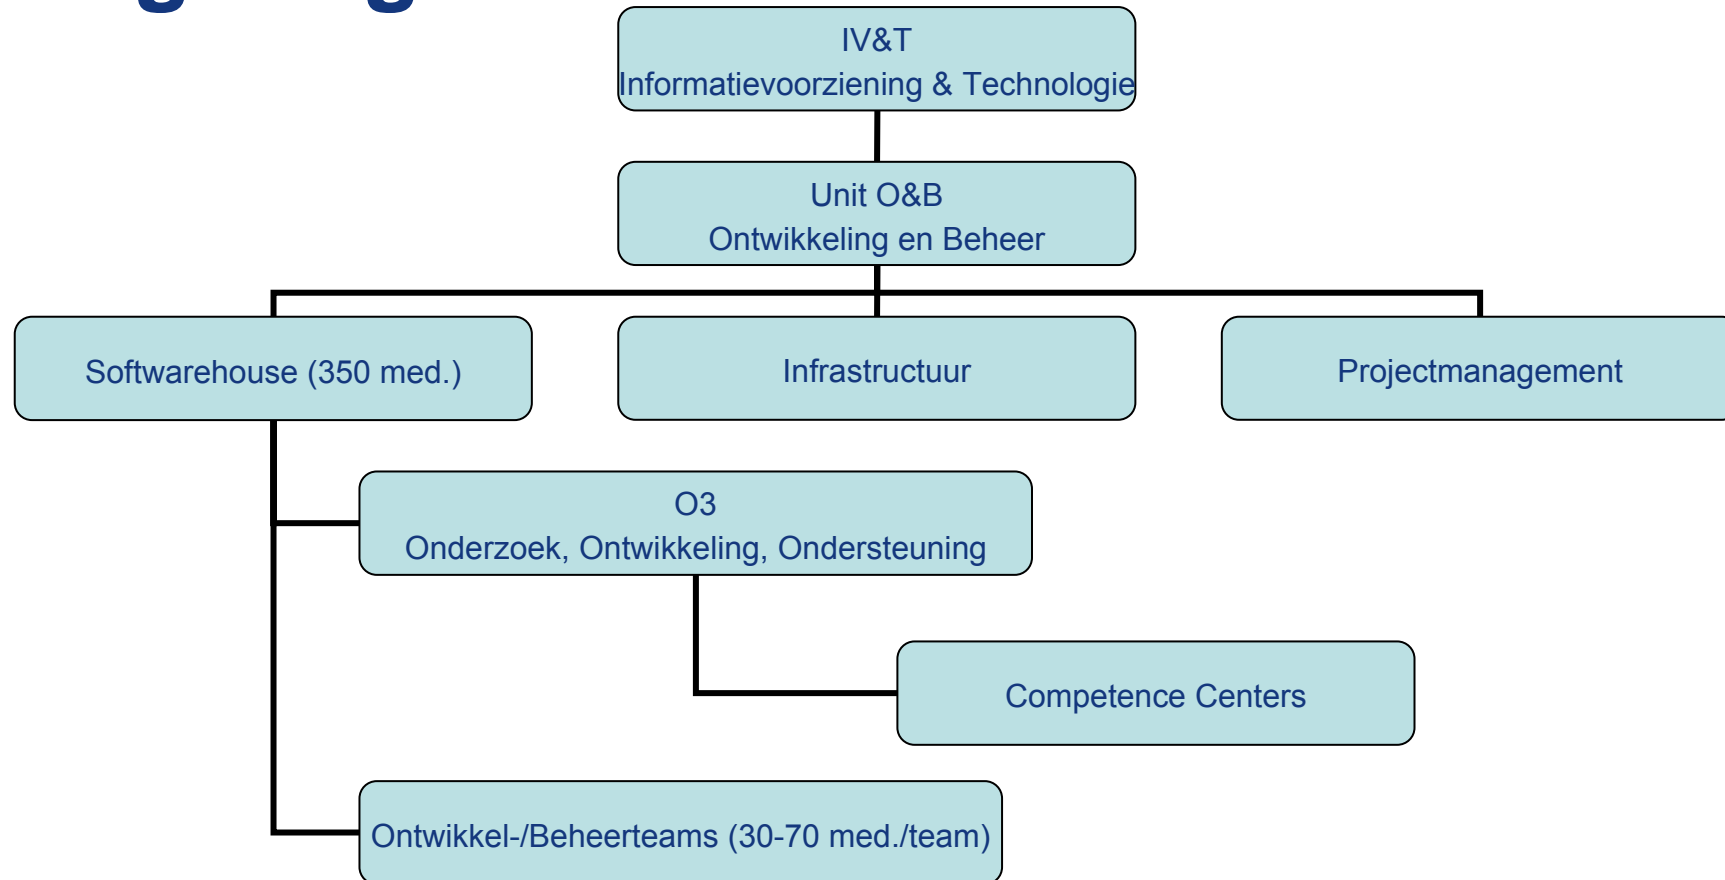 IV&T
Informatievoorziening & Technologie
Unit O&B
Ontwikkeling en Beheer
Softwarehouse (350 med.)
Infrastructuur
Projectmanagement
O3
Onderzoek, Ontwikkeling, Ondersteuning
Competence Centers
Ontwikkel-/Beheerteams (30-70 med./team)